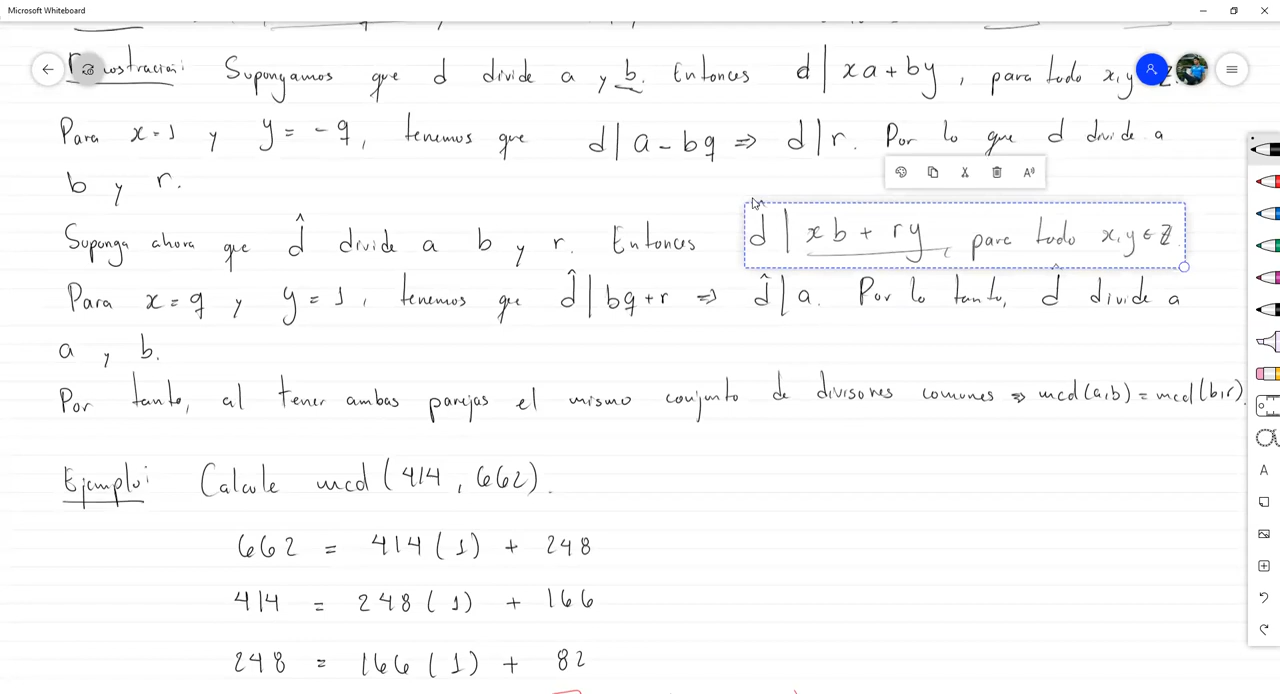 Microsoft Whiteboard
ostración: Supongamos que d divide a y b. Entonces d | xa + by, para todo x, y Z.
Para x = 1 y y = -q, tenemos que d | a - bq ⇒ d | r. Por lo que d divide a
b y r.
Suponga ahora que d̂ divide a b y r. Entonces d̂ | xb + ry, para todo x, y ∈ Z
Para x = q y y = 1, tenemos que d̂ | bq + r ⇒ d̂ | a. Por lo tanto, d̂ divide a
a y b.
Por tanto, al tener ambas parejas el mismo conjunto de divisores comunes ⇒ mcd(a,b) = mcd(b,r).
Ejemplo: Calcule mcd(414, 662).
662 = 414(1) + 248
414 = 248(1) + 166
248 = 166(1) + 82